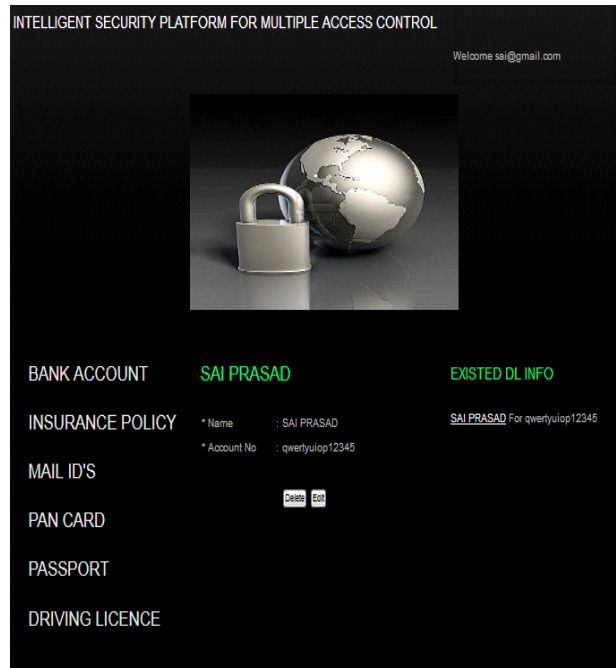 INTELLIGENT SECURITY PLATFORM FOR MULTIPLE ACCESS CONTROL
Welcome sai@gmail.com
BANK ACCOUNT
INSURANCE POLICY
MAIL ID'S
PAN CARD
PASSPORT
DRIVING LICENCE
SAI PRASAD
* Name : SAI PRASAD
* Account No : qwertyuiop12345
Delete Edit
EXISTED DL INFO
SAI PRASAD For qwertyuiop12345